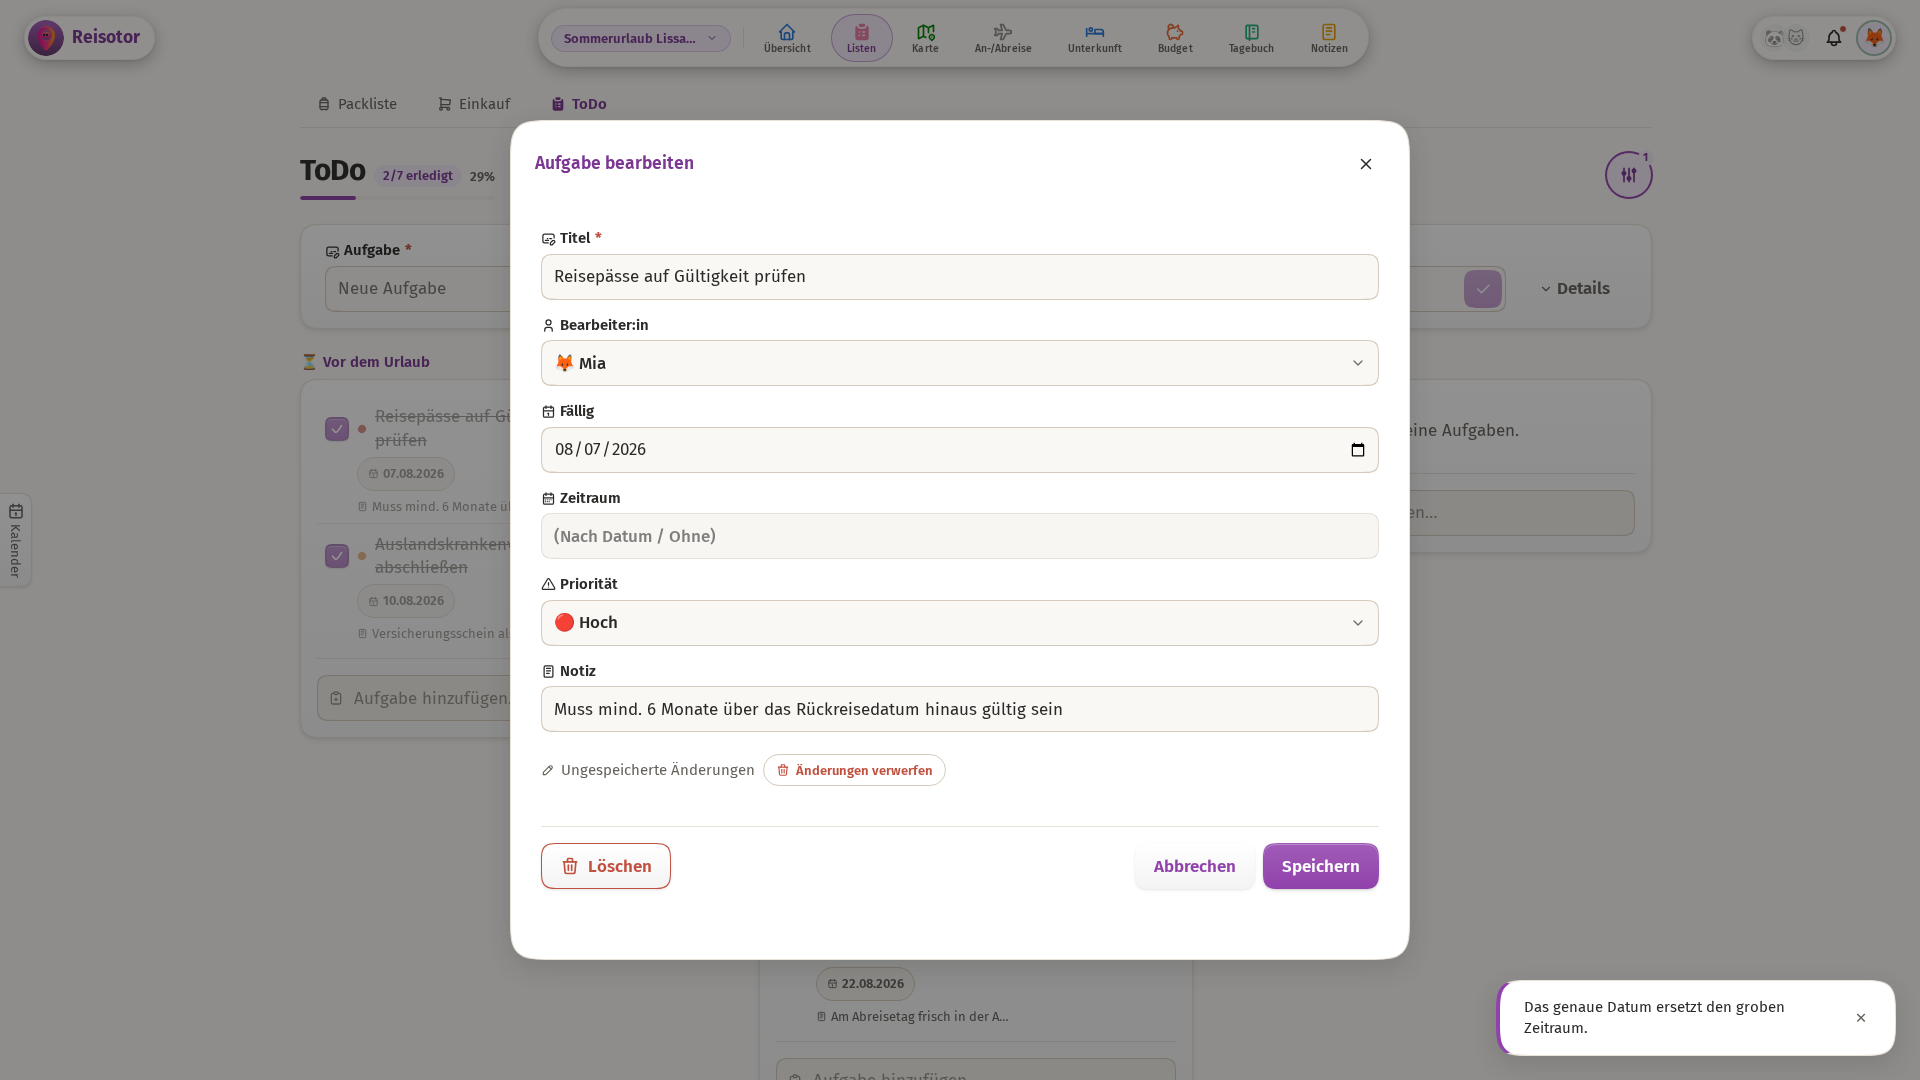 Reisotor
Sommerurlaub Lissa...
Übersicht
Listen
Karte
An-/Abreise
Unterkunft
Budget
Tagebuch
Notizen
Packliste
Einkauf
ToDo
ToDo
2/7 erledigt
29%
1
Aufgabe *
Neue Aufgabe
Details
⏳ Vor dem Urlaub
Reisepässe auf Gü
prüfen
07.08.2026
Muss mind. 6 Monate ü
Auslandskranken
abschließen
10.08.2026
Versicherungsschein al
Aufgabe hinzufügen.
Kalender
Aufgabe bearbeiten
Titel *
Reisepässe auf Gültigkeit prüfen
Bearbeiter:in
🦊 Mia
Fällig
08/07/2026
Zeitraum
(Nach Datum / Ohne)
Priorität
🔴 Hoch
Notiz
Muss mind. 6 Monate über das Rückreisedatum hinaus gültig sein
Ungespeicherte Änderungen
Änderungen verwerfen
Löschen
Abbrechen
Speichern
eine Aufgaben.
en...
22.08.2026
Am Abreisetag frisch in der A...
Aufgabe hinzufügen
Das genaue Datum ersetzt den groben
Zeitraum.